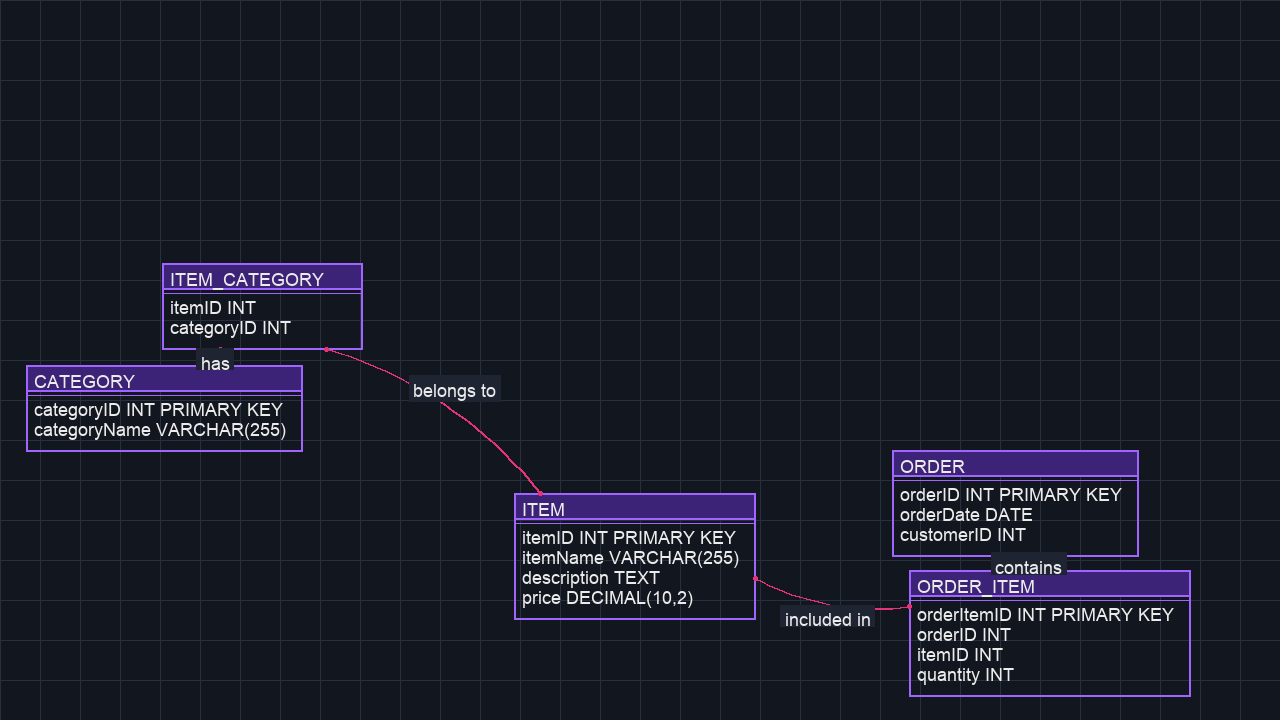 ITEM_CATEGORY
itemID INT
categoryID INT
has
CATEGORY
categoryID INT PRIMARY KEY
categoryName VARCHAR(255)
belongs to
ITEM
itemID INT PRIMARY KEY
itemName VARCHAR(255)
description TEXT
price DECIMAL(10,2)
included in
ORDER
orderID INT PRIMARY KEY
orderDate DATE
customerID INT
contains
ORDER_ITEM
orderItemID INT PRIMARY KEY
orderID INT
itemID INT
quantity INT